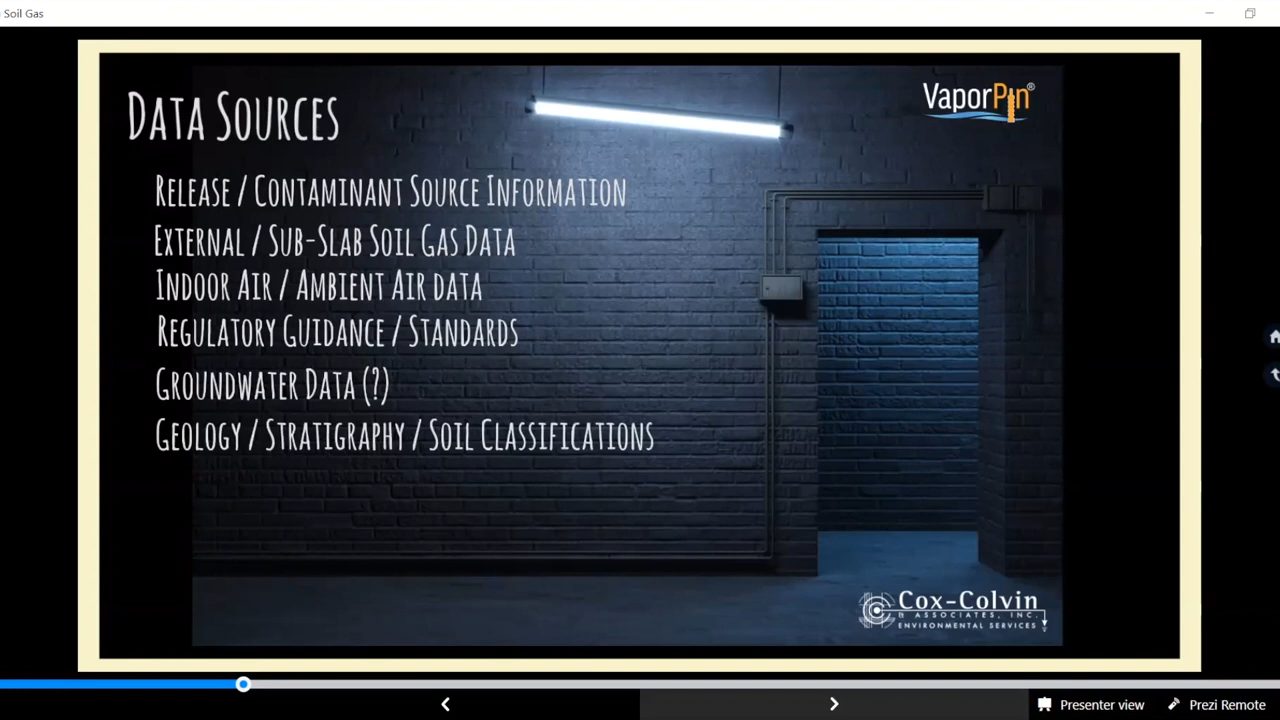 Soil Gas
Data Sources
VaporPin®
Release / Contaminant Source Information
External / Sub-Slab Soil Gas Data
Indoor Air / Ambient Air data
Regulatory Guidance / Standards
Groundwater Data (?)
Geology / Stratigraphy / Soil Classifications
Cox-Colvin
& ASSOCIATES, INC.
ENVIRONMENTAL SERVICES
Presenter view
Prezi Remote